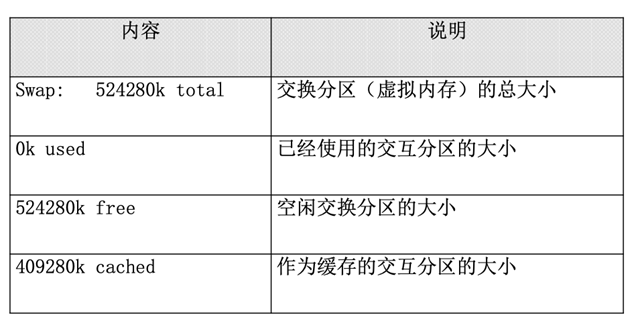 内容 说明
Swap: 524280k total 交换分区（虚拟内存）的总大小
0k used 已经使用的交互分区的大小
524280k free 空闲交换分区的大小
409280k cached 作为缓存的交互分区的大小